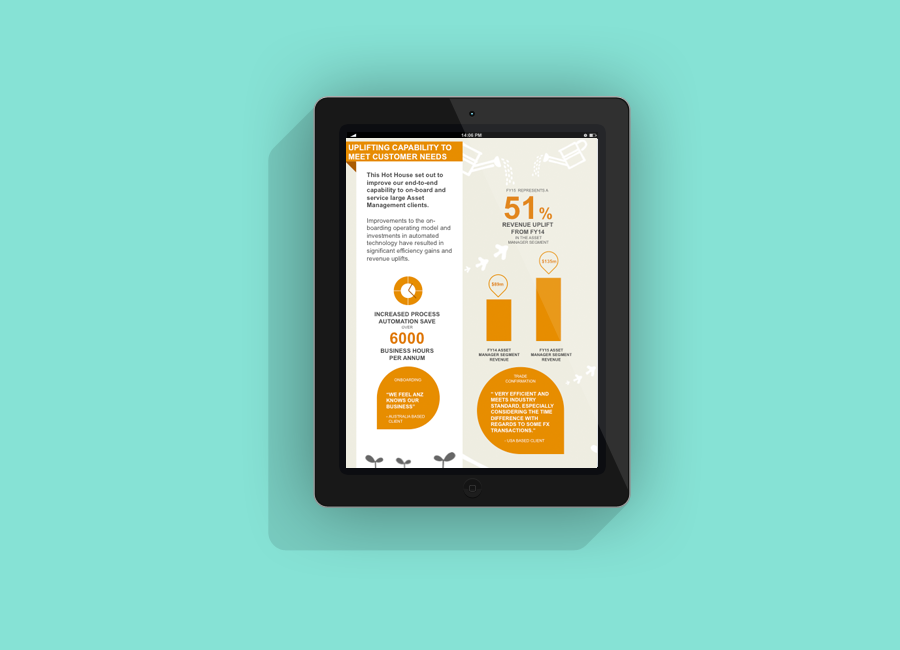 14:06 PM
UPLIFTING CAPABILITY TO
MEET CUSTOMER NEEDS
This Hot House set out to
improve our end-to-end
capability to on-board and
service large Asset
Management clients.
Improvements to the on-
boarding operating model and
investments in automated
technology have resulted in
significant efficiency gains and
revenue uplifts.
INCREASED PROCESS
AUTOMATION SAVE
OVER
6000
BUSINESS HOURS
PER ANNUM
ONBOARDING
"WE FEEL ANZ
KNOWS OUR
BUSINESS"
- AUSTRALIA BASED
CLIENT
FY15 REPRESENTS A
51%
REVENUE UPLIFT
FROM FY14
IN THE ASSET
MANAGER SEGMENT
FY14 ASSET
MANAGER SEGMENT
REVENUE
FY15 ASSET
MANAGER SEGMENT
REVENUE
TRADE
CONFIRMATION
" VERY EFFICIENT AND
MEETS INDUSTRY
STANDARD, ESPECIALLY
CONSIDERING THE TIME
DIFFERENCE WITH
REGARDS TO SOME FX
TRANSACTIONS."
- USA BASED CLIENT